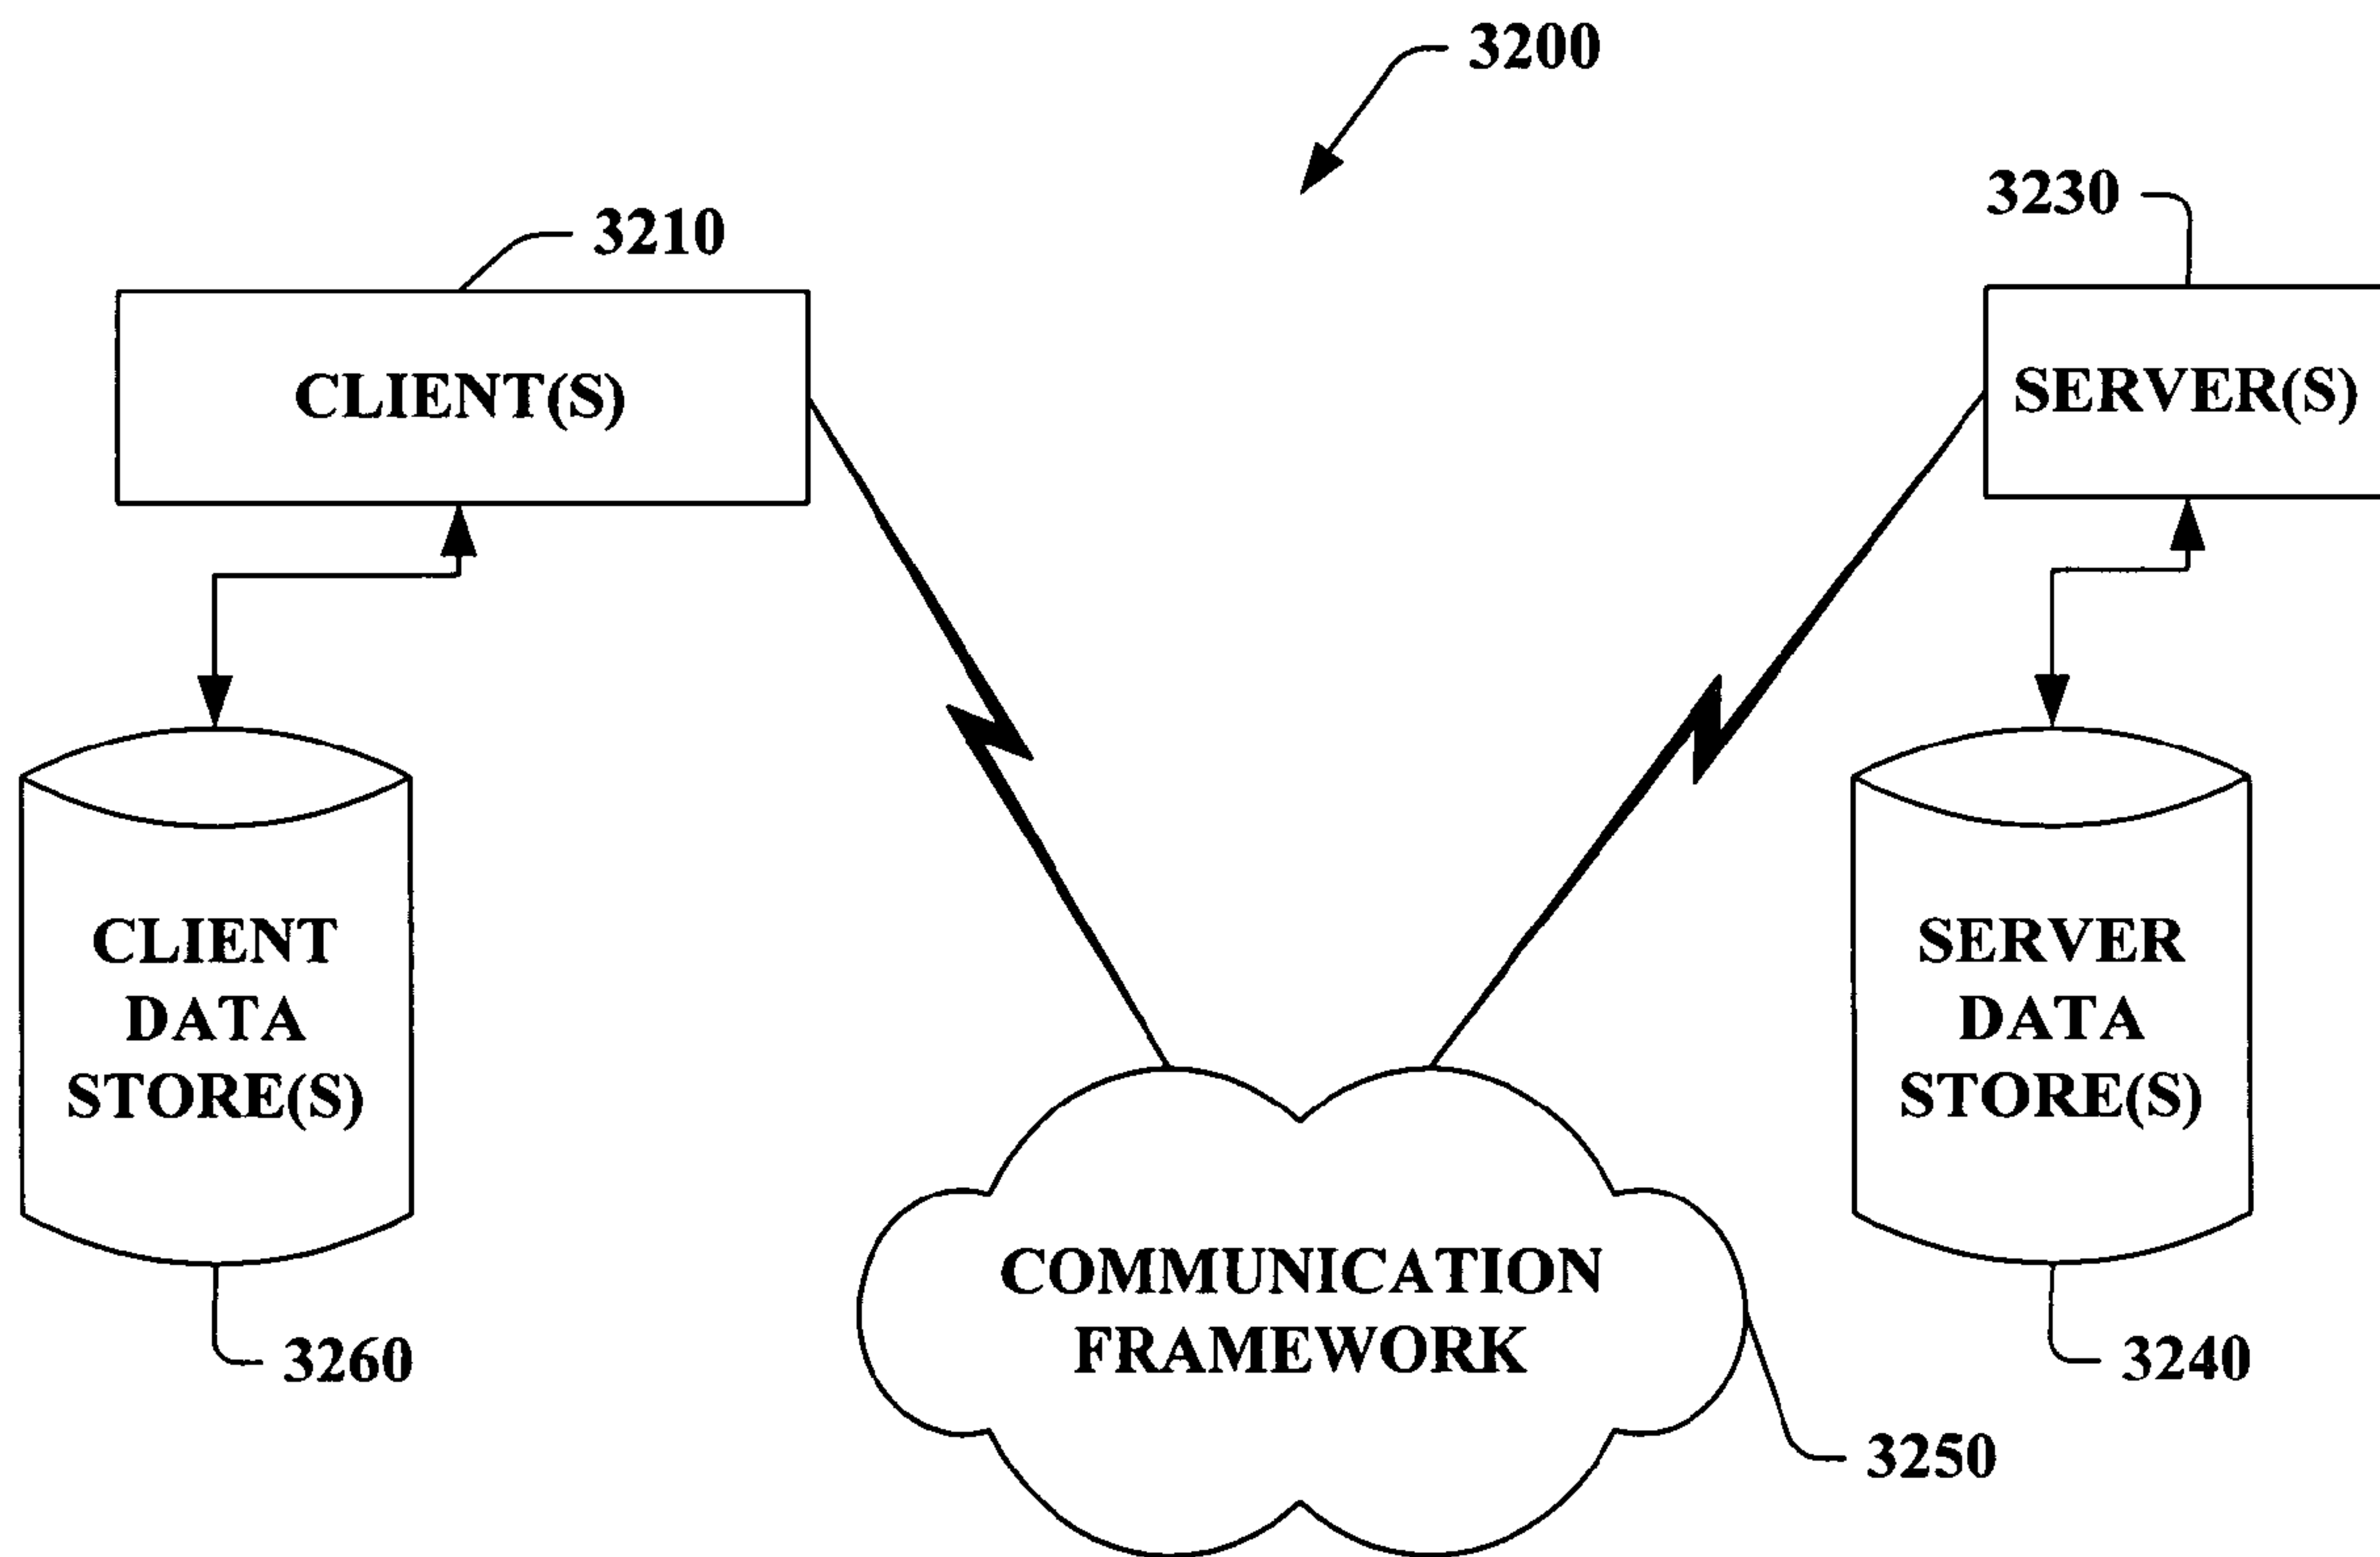 3200
3210
3230
CLIENT(S)
SERVER(S)
CLIENT
DATA
STORE(S)
SERVER
DATA
STORE(S)
COMMUNICATION
FRAMEWORK
3260
3240
3250